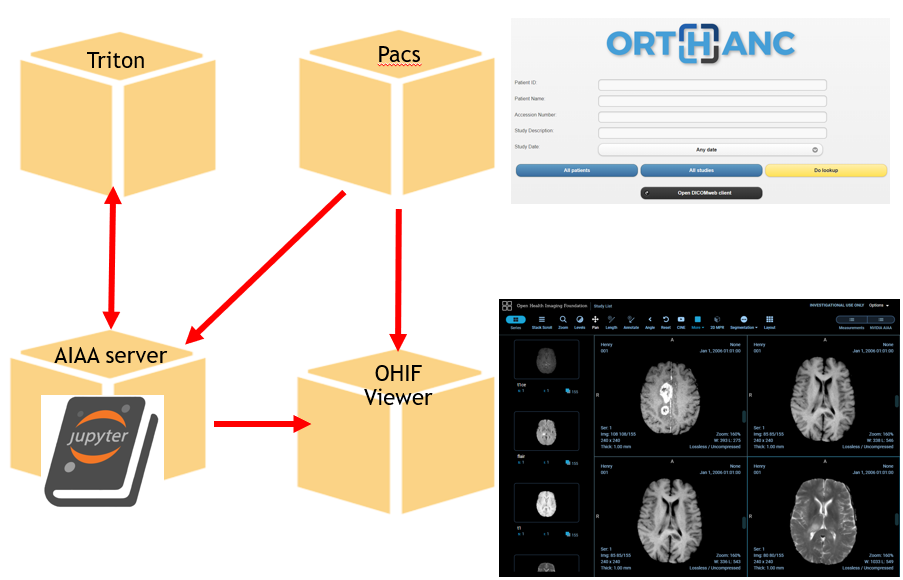 Triton
Pacs
AIAA server
jupyter
OHIF
Viewer
ORTHANC
Patient ID
Patient Name
Accession Number
Study Description
Study Date
Any date
All patients
All studies
Do lookup
Open DICOMweb client
Open Health Imaging Foundation
Study List
INVESTIGATIONAL USE ONLY
Options
Series
Stack Scroll
Zoom
Levels
Pan
Length
Annotate
Angle
Reset
CINE
More
2D MPR
Segmentation
Layout
Measurements
NVIDIA AIAA
t1ce
155
flair
155
t1
155
Henry
001
A
None
Jan 1, 2006 01:01:00
R
Ser: 1
Img: 108 108/155
240 x 240
Thick: 1.00 mm
Zoom: 160%
W: 393 L: 275
Lossless / Uncompressed
Henry
001
A
None
Jan 1, 2006 01:01:00
R
Ser: 1
Img: 85 85/155
240 x 240
Thick: 1.00 mm
Zoom: 160%
W: 338 L: 546
Lossless / Uncompressed
Henry
001
A
None
Jan 1, 2006 01:01:00
R
Ser: 1
Img: 85 85/155
240 x 240
Thick: 1.00 mm
Zoom: 160%
W: 336 L: 543
Lossless / Uncompressed
Henry
001
A
None
Jan 1, 2006 01:01:00
R
Ser: 1
Img: 80 80/155
240 x 240
Thick: 1.00 mm
Zoom: 160%
W: 1033 L: 549
Lossless / Uncompressed